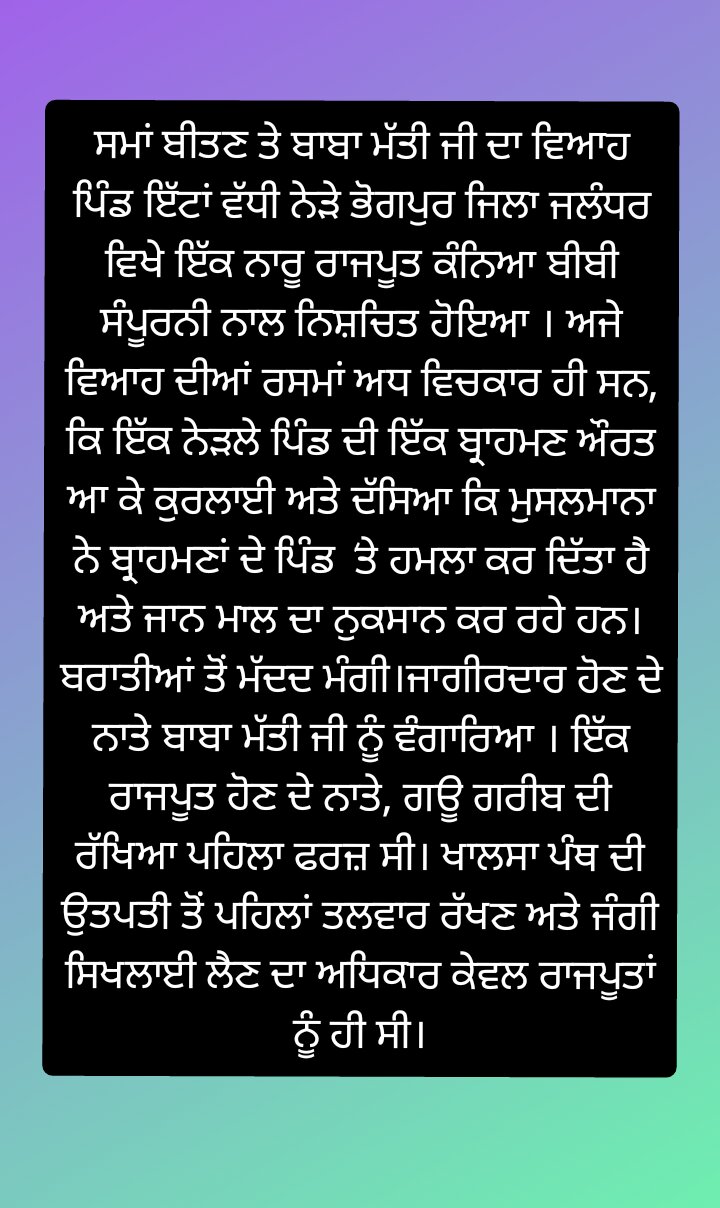 ਸਮਾਂ ਬੀਤਣ ਤੇ ਬਾਬਾ ਮੱਤੀ ਜੀ ਦਾ ਵਿਆਹ
ਪਿੰਡ ਇੱਟਾਂ ਵੱਧੀ ਨੇੜੇ ਭੋਗਪੁਰ ਜਿਲਾ ਜਲੰਧਰ
ਵਿਖੇ ਇੱਕ ਨਾਰੂ ਰਾਜਪੂਤ ਕੰਨਿਆ ਬੀਬੀ
ਸੰਪੂਰਨੀ ਨਾਲ ਨਿਸ਼ਚਿਤ ਹੋਇਆ । ਅਜੇ
ਵਿਆਹ ਦੀਆਂ ਰਸਮਾਂ ਅਧ ਵਿਚਕਾਰ ਹੀ ਸਨ,
ਕਿ ਇੱਕ ਨੇੜਲੇ ਪਿੰਡ ਦੀ ਇੱਕ ਬ੍ਰਾਹਮਣ ਔਰਤ
ਆ ਕੇ ਕੁਰਲਾਈ ਅਤੇ ਦੱਸਿਆ ਕਿ ਮੁਸਲਮਾਨਾ
ਨੇ ਬ੍ਰਾਹਮਣਾਂ ਦੇ ਪਿੰਡ 'ਤੇ ਹਮਲਾ ਕਰ ਦਿੱਤਾ ਹੈ
ਅਤੇ ਜਾਨ ਮਾਲ ਦਾ ਨੁਕਸਾਨ ਕਰ ਰਹੇ ਹਨ।
ਬਰਾਤੀਆਂ ਤੋਂ ਮੱਦਦ ਮੰਗੀ।ਜਾਗੀਰਦਾਰ ਹੋਣ ਦੇ
ਨਾਤੇ ਬਾਬਾ ਮੱਤੀ ਜੀ ਨੂੰ ਵੰਗਾਰਿਆ । ਇੱਕ
ਰਾਜਪੂਤ ਹੋਣ ਦੇ ਨਾਤੇ, ਗਊ ਗਰੀਬ ਦੀ
ਰੱਖਿਆ ਪਹਿਲਾ ਫਰਜ਼ ਸੀ। ਖਾਲਸਾ ਪੰਥ ਦੀ
ਉਤਪਤੀ ਤੋਂ ਪਹਿਲਾਂ ਤਲਵਾਰ ਰੱਖਣ ਅਤੇ ਜੰਗੀ
ਸਿਖਲਾਈ ਲੈਣ ਦਾ ਅਧਿਕਾਰ ਕੇਵਲ ਰਾਜਪੂਤਾਂ
ਨੂੰ ਹੀ ਸੀ।